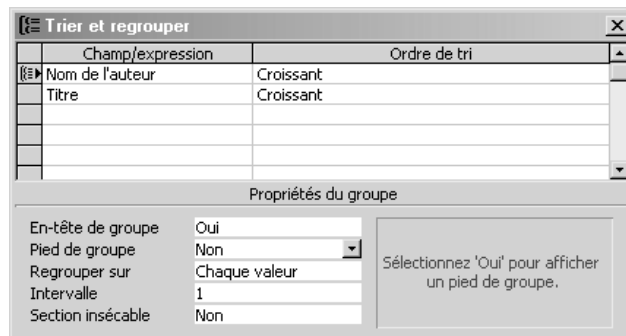 Trier et regrouper
Champ/expression Ordre de tri
Nom de l'auteur Croissant
Titre Croissant
Propriétés du groupe
En-tête de groupe Oui
Pied de groupe Non
Regrouper sur Chaque valeur
Intervalle 1
Section insécable Non
Sélectionnez 'Oui' pour afficher
un pied de groupe.